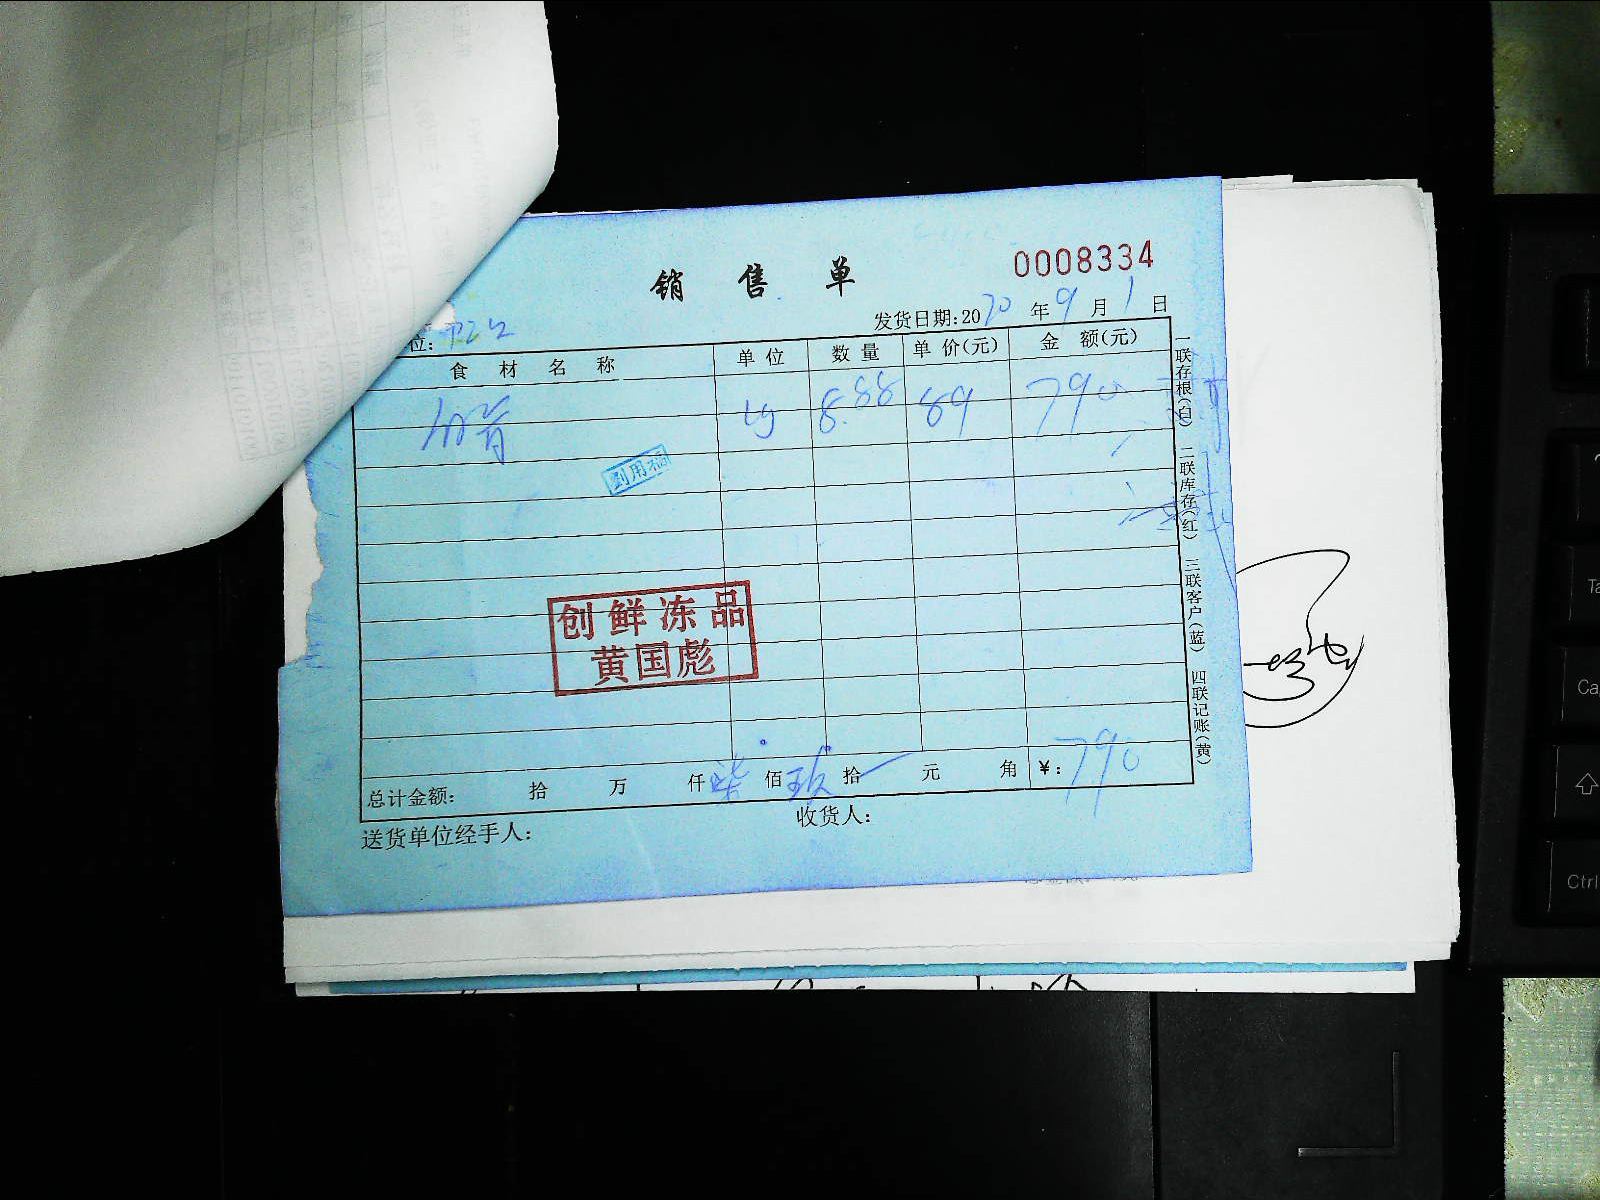 销售单
0008334
发货日期:2020年9月1日
位:
食材名称 单位 数量 单价(元) 金额(元)
8.88 89 790
劉用福
创鲜冻品
黄国彪
总计金额: 拾 万 仟 柒 佰 玖 拾 元 角 ¥: 790
送货单位经手人: 收货人:
一联存根(白) 二联库存(红) 三联客户(蓝) 四联记账(黄)
Ctrl